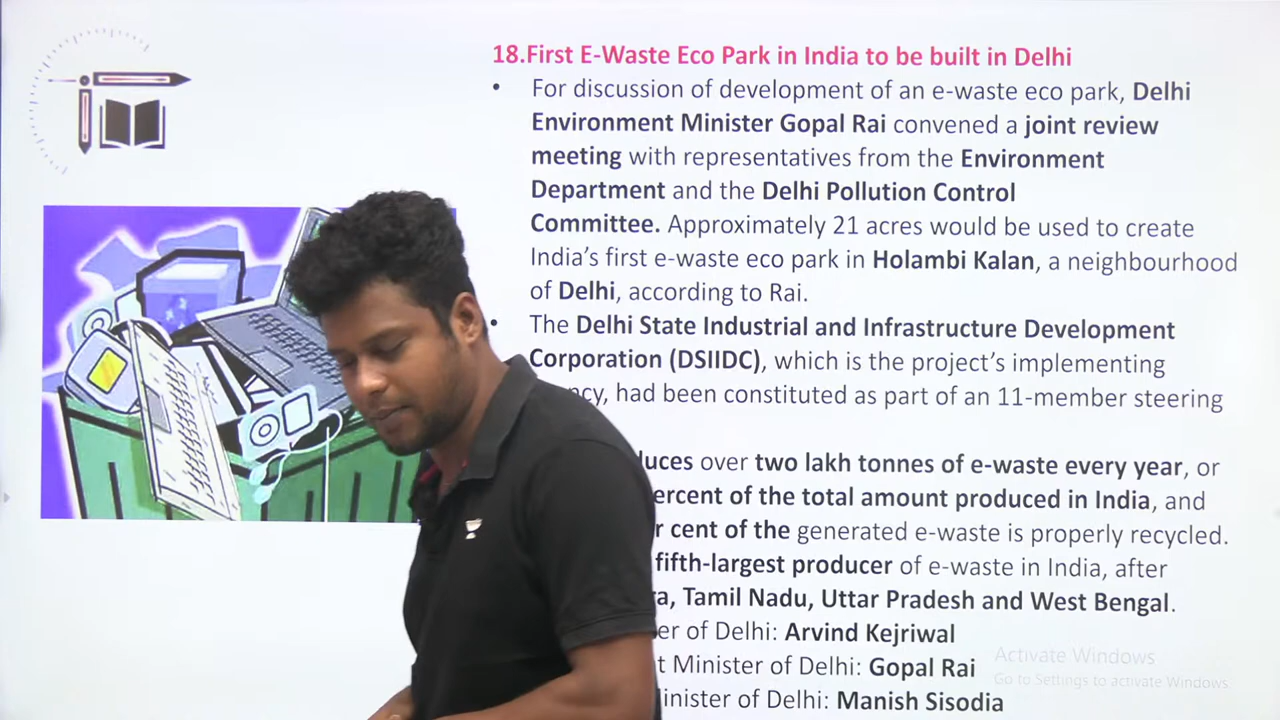 18.First E-Waste Eco Park in India to be built in Delhi
• For discussion of development of an e-waste eco park, Delhi
Environment Minister Gopal Rai convened a joint review
meeting with representatives from the Environment
Department and the Delhi Pollution Control
Committee. Approximately 21 acres would be used to create
India's first e-waste eco park in Holambi Kalan, a neighbourhood
of Delhi, according to Rai.
• The Delhi State Industrial and Infrastructure Development
Corporation (DSIIDC), which is the project's implementing
had been constituted as part of an 11-member steering
over two lakh tonnes of e-waste every year, or
of the total amount produced in India, and
cent of the generated e-waste is properly recycled.
fifth-largest producer of e-waste in India, after
Tamil Nadu, Uttar Pradesh and West Bengal.
of Delhi: Arvind Kejriwal
Minister of Delhi: Gopal Rai
of Delhi: Manish Sisodia
Activate Windows
Go to Settings to activate Windows.